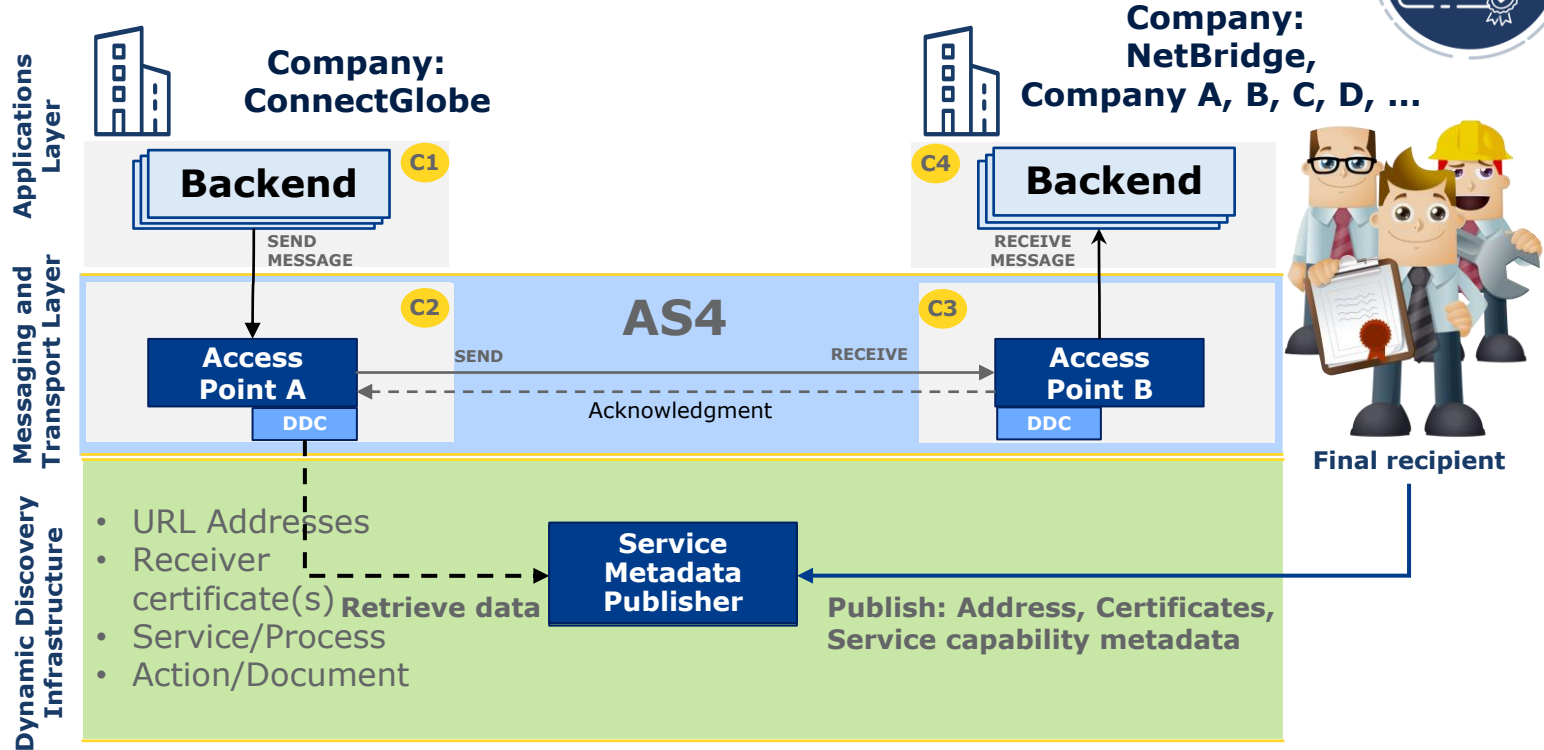 Company:
ConnectGlobe
Company:
NetBridge,
Company A, B, C, D, ...
Applications
Layer
Backend
C1
C4
Backend
SEND
MESSAGE
RECEIVE
MESSAGE
Messaging and
Transport Layer
C2
AS4
C3
Access
Point A
SEND
RECEIVE
Access
Point B
Acknowledgment
DDC
DDC
Final recipient
Dynamic Discovery
Infrastructure
• URL Addresses
• Receiver
certificate(s)
• Service/Process
• Action/Document
Retrieve data
Service
Metadata
Publisher
Publish: Address, Certificates,
Service capability metadata